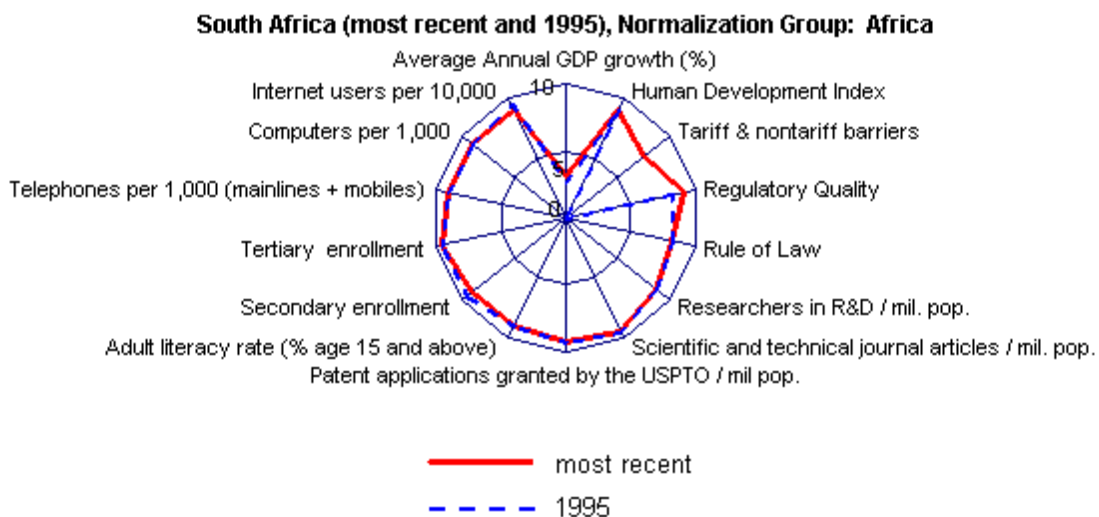 South Africa (most recent and 1995), Normalization Group: Africa
Average Annual GDP growth (%)
10
Internet users per 10,000
Human Development Index
Computers per 1,000
Tariff & nontariff barriers
5
Telephones per 1,000 (mainlines + mobiles)
Regulatory Quality
0
Tertiary enrollment
Rule of Law
Secondary enrollment
Researchers in R&D / mil. pop.
Adult literacy rate (% age 15 and above)
Scientific and technical journal articles / mil. pop.
Patent applications granted by the USPTO / mil pop.
most recent
1995